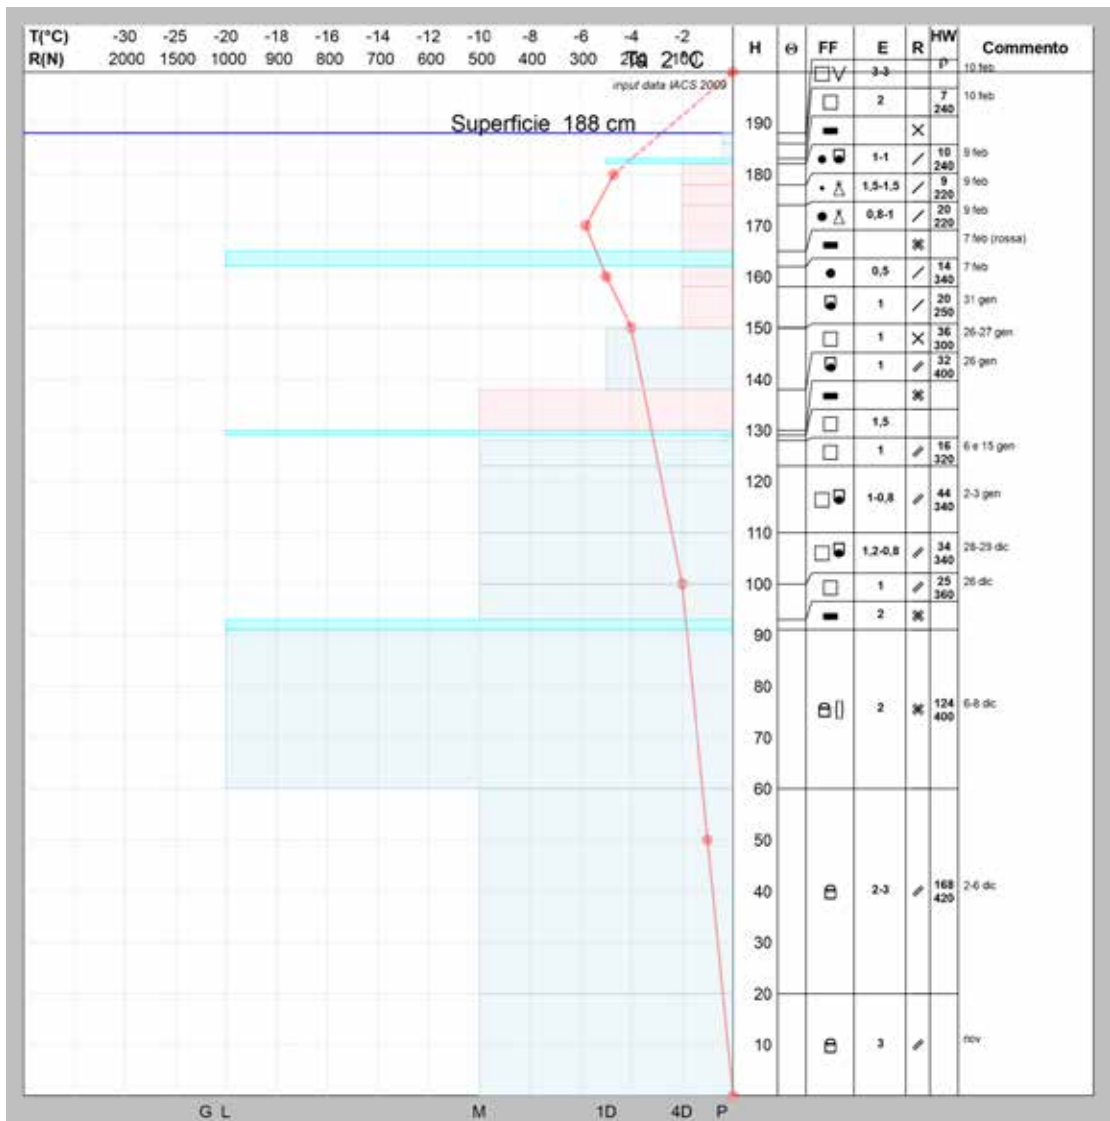 T(°C) -30 -25 -20 -18 -16 -14 -12 -10 -8 -6 -4 -2 H Θ FF E R HW Commento
R(N) 2000 1500 1000 900 800 700 600 500 400 300 200 100 P
Ta 2°C
input data IACS 2009
Superficie 188 cm
3-3 10 feb
2 7 240 10 feb
190
1-1 10 240 9 feb
180
1,5-1,5 9 220 9 feb
0,8-1 20 220 9 feb
170
7 feb (rossa)
160
0,5 14 340 7 feb
1 20 250 31 gen
150
1 36 300 26-27 gen
1 32 400 26 gen
140
1,5
130
1 16 320 6 e 15 gen
120
1-0,8 44 340 2-3 gen
110
1,2-0,8 34 340 28-29 dic
100
1 25 360 26 dic
2
90
80
2 124 400 6-8 dic
70
60
50
40
2-3 168 420 2-6 dic
30
20
10
3 nov
G L M 1D 4D P